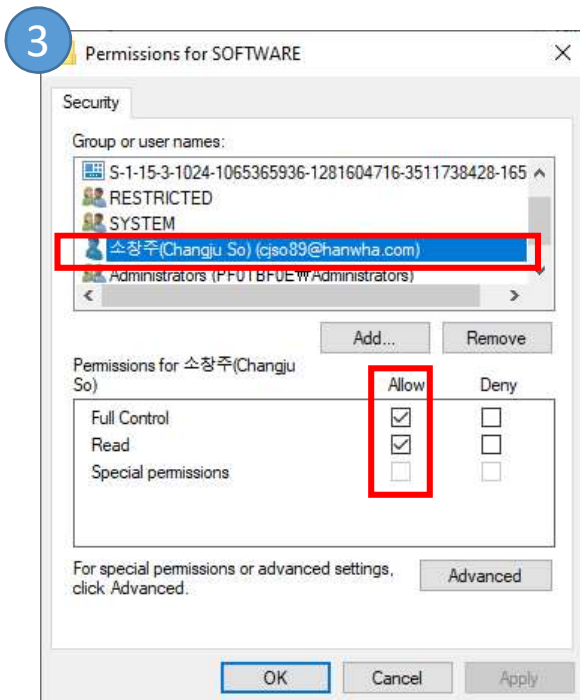 3
Permissions for SOFTWARE
Security
Group or user names:
S-1-15-3-1024-1065365936-1281604716-3511738428-165
RESTRICTED
SYSTEM
소창주(Changju So) (cjso89@hanwha.com)
Administrators (PF01BF0E₩Administrators)
Add...
Remove
Permissions for 소창주(Changju
So)
Allow
Deny
Full Control
Read
Special permissions
For special permissions or advanced settings,
click Advanced.
Advanced
OK
Cancel
Apply